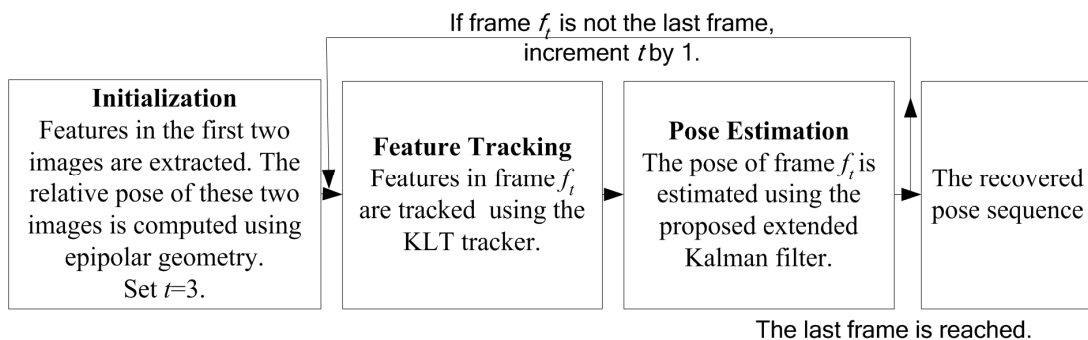 If frame fₜ is not the last frame,
increment t by 1.
Initialization
Features in the first two
images are extracted. The
relative pose of these two
images is computed using
epipolar geometry.
Set t=3.
Feature Tracking
Features in frame fₜ
are tracked using the
KLT tracker.
Pose Estimation
The pose of frame fₜ is
estimated using the
proposed extended
Kalman filter.
The recovered
pose sequence
The last frame is reached.